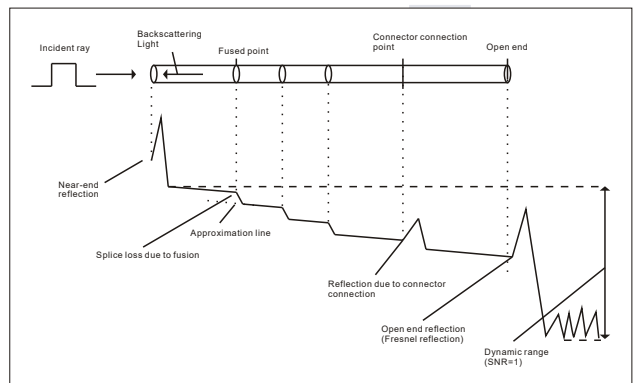 Incident ray
Backscattering
Light
Fused point
Connector connection
point
Open end
Near-end
reflection
Approximation line
Splice loss due to fusion
Reflection due to connector
connection
Open end reflection
(Fresnel reflection)
Dynamic range
(SNR=1)